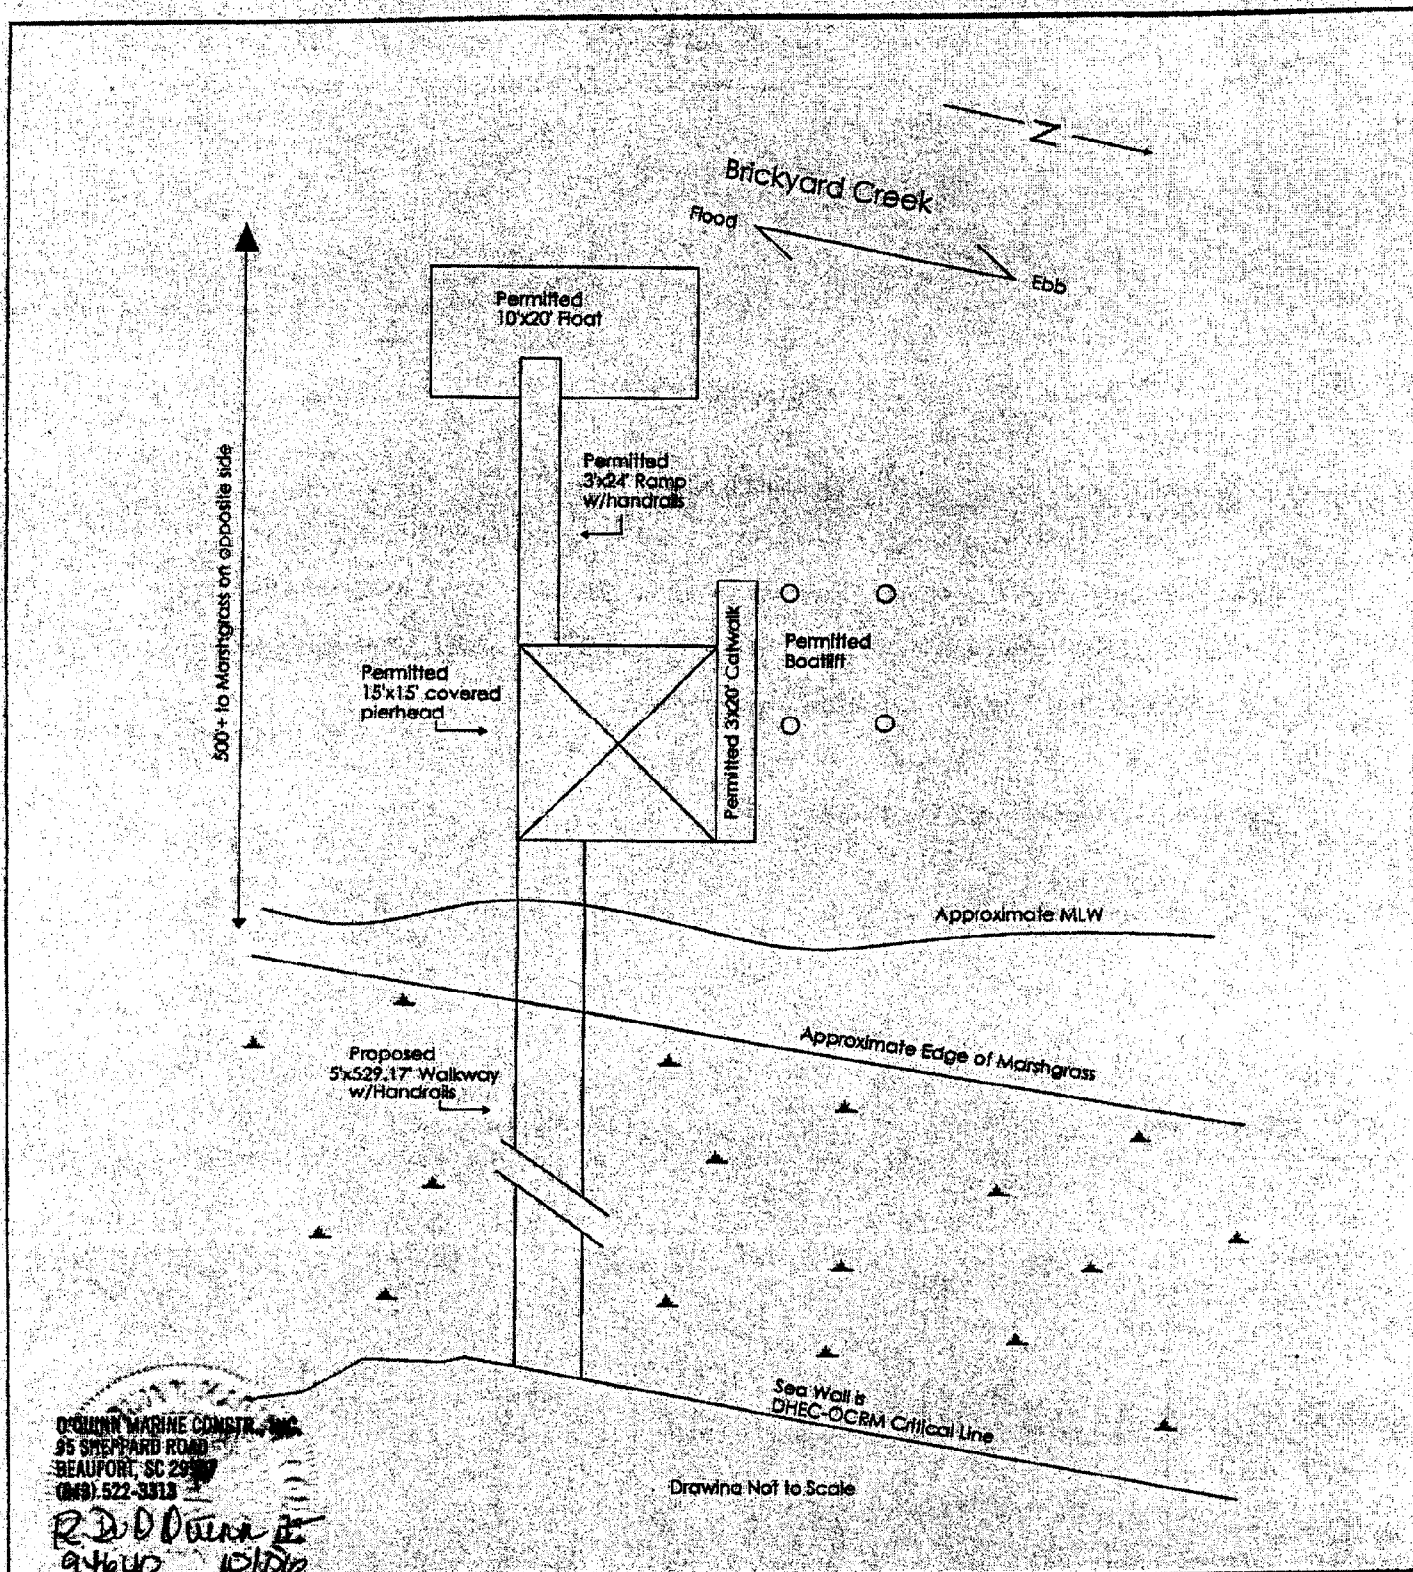 N
Brickyard Creek
Flood
Ebb
Permitted
10'x20' Float
500'+ to Marshgrass on opposite side
Permitted
3'x24' Ramp
w/handrails
Permitted
Boatlift
Permitted 3'x20' Catwalk
Permitted
15'x15' covered
pierhead
Approximate MLW
Approximate Edge of Marshgrass
Proposed
5'x529.17' Walkway
w/Handrails
Sea Wall is
DHEC-OCRM Critical Line
Drawing Not to Scale
O'QUINN MARINE CONSTR., INC.
95 SHEPPARD ROAD
BEAUFORT, SC
522-3313